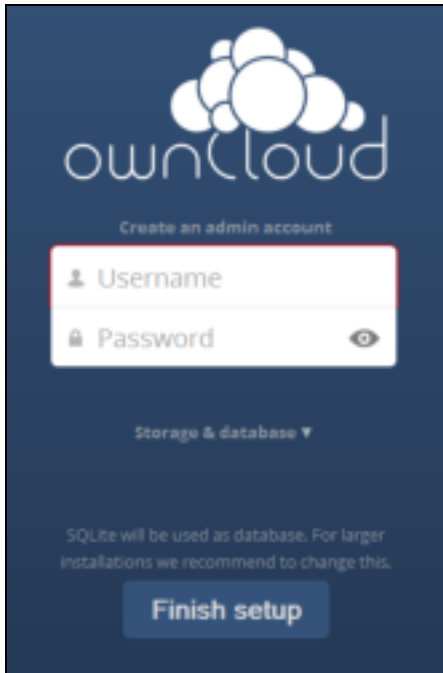 ownCloud
Create an admin account
Username
Password
Storage & database ▼
SQLite will be used as database. For larger
installations we recommend to change this.
Finish setup